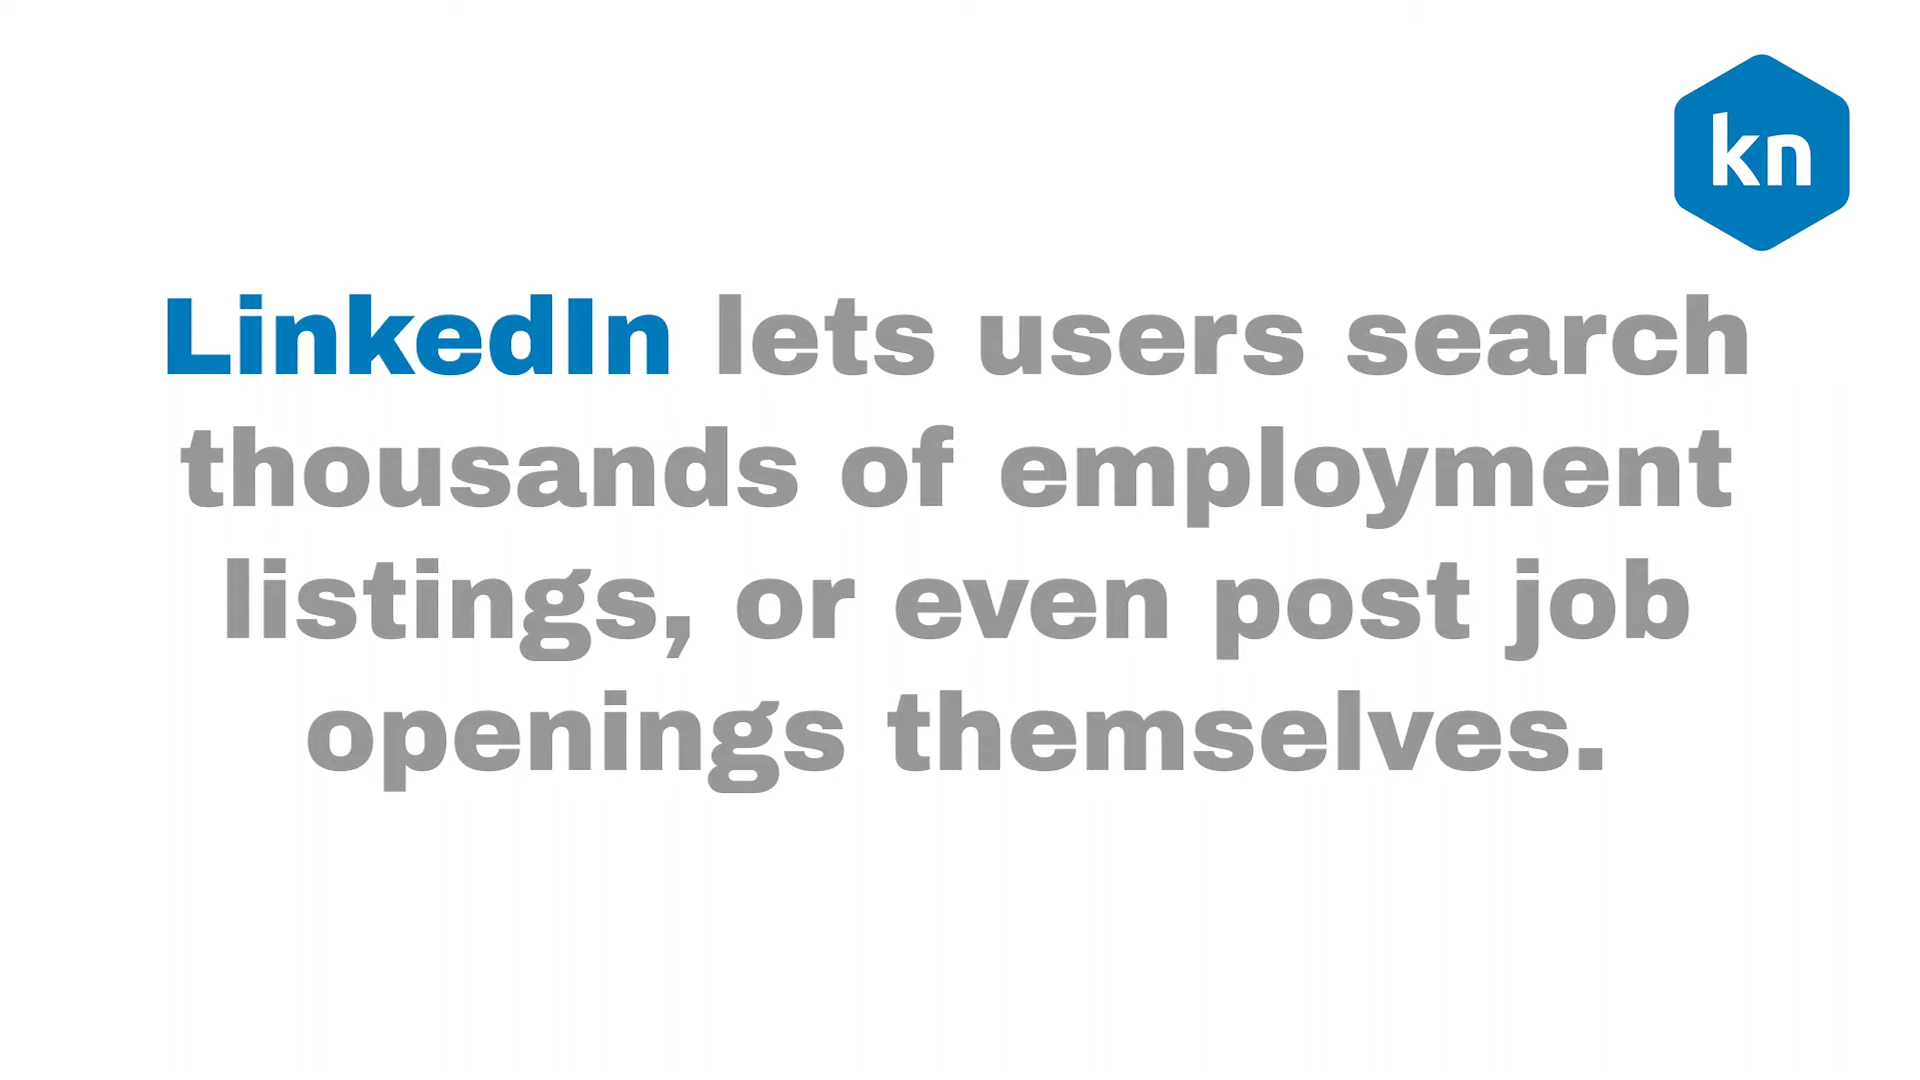 kn
LinkedIn lets users search
thousands of employment
listings, or even post job
openings themselves.